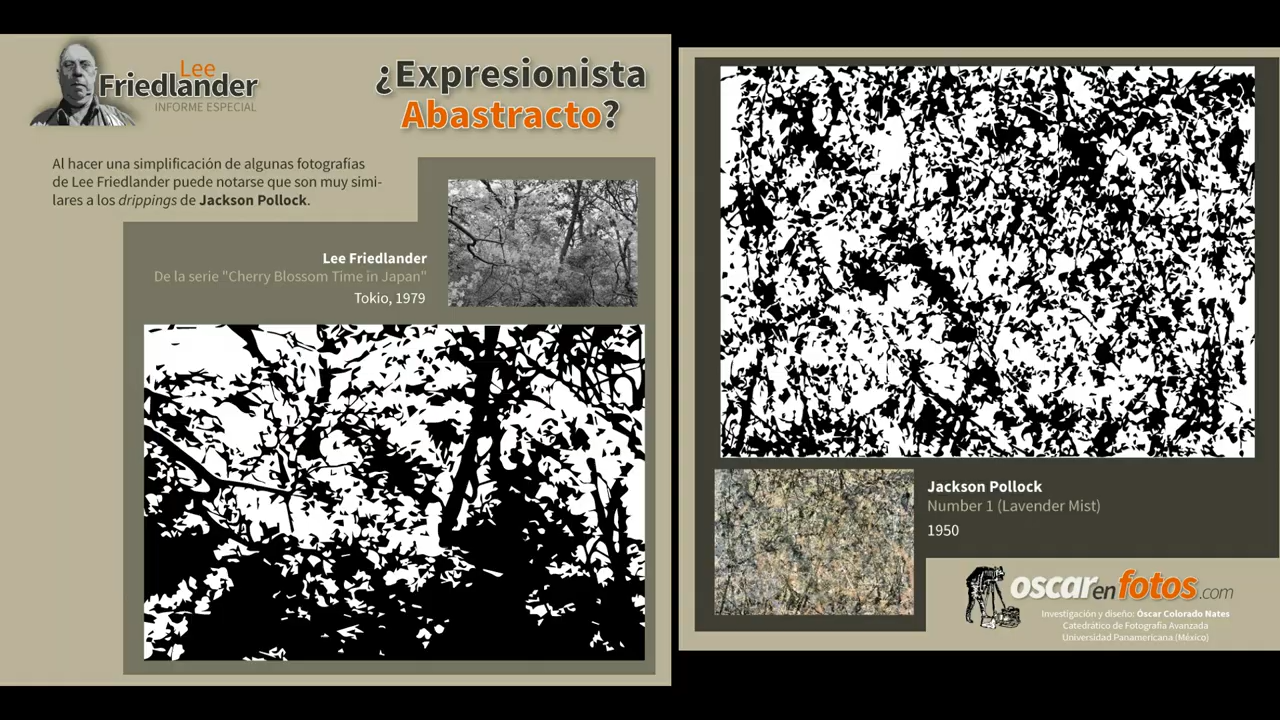 Lee
Friedlander
INFORME ESPECIAL
¿Expresionista
Abastracto?
Al hacer una simplificación de algunas fotografías
de Lee Friedlander puede notarse que son muy simi-
lares a los drippings de Jackson Pollock.
Lee Friedlander
De la serie "Cherry Blossom Time in Japan"
Tokio, 1979
Jackson Pollock
Number 1 (Lavender Mist)
1950
oscarenfotos.com
Investigación y diseño: Óscar Colorado Nates
Catedrático de Fotografía Avanzada
Universidad Panamericana (México)